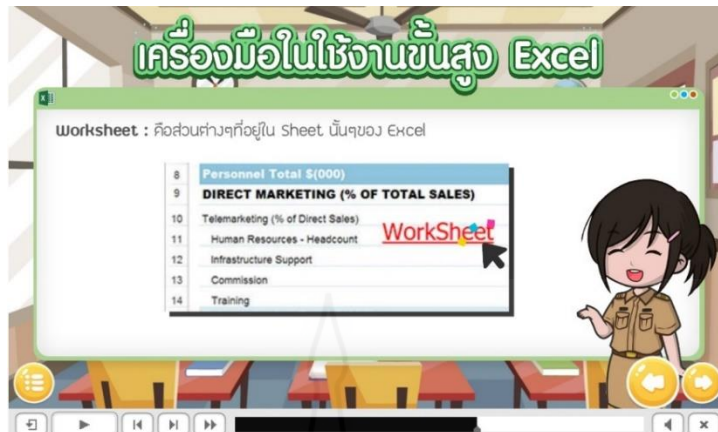 เครื่องมือในใช้งานขั้นสูง Excel
Worksheet : คือส่วนต่างๆที่อยู่ใน Sheet นั้นๆของ Excel
8 Personnel Total $(000)
9 DIRECT MARKETING (% OF TOTAL SALES)
10 Telemarketing (% of Direct Sales)
11 Human Resources - Headcount
WorkSheet
12 Infrastructure Support
13 Commission
14 Training